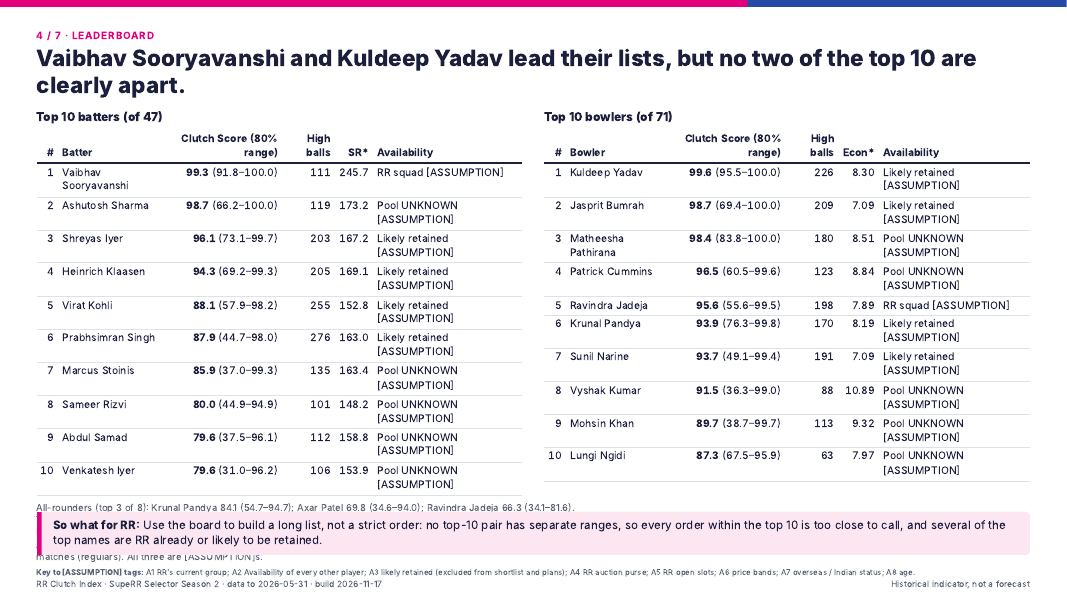 4 / 7 · LEADERBOARD
Vaibhav Sooryavanshi and Kuldeep Yadav lead their lists, but no two of the top 10 are
clearly apart.
Top 10 batters (of 47)
# Batter Clutch Score (80% range) High balls SR* Availability
1 Vaibhav Sooryavanshi 99.3 (91.8–100.0) 111 245.7 RR squad [ASSUMPTION]
2 Ashutosh Sharma 98.7 (66.2–100.0) 119 173.2 Pool UNKNOWN [ASSUMPTION]
3 Shreyas Iyer 96.1 (73.1–99.7) 203 167.2 Likely retained [ASSUMPTION]
4 Heinrich Klaasen 94.3 (69.2–99.3) 205 169.1 Likely retained [ASSUMPTION]
5 Virat Kohli 88.1 (57.9–98.2) 255 152.8 Likely retained [ASSUMPTION]
6 Prabhsimran Singh 87.9 (44.7–98.0) 276 163.0 Likely retained [ASSUMPTION]
7 Marcus Stoinis 85.9 (37.0–99.3) 135 163.4 Pool UNKNOWN [ASSUMPTION]
8 Sameer Rizvi 80.0 (44.9–94.9) 101 148.2 Pool UNKNOWN [ASSUMPTION]
9 Abdul Samad 79.6 (37.5–96.1) 112 158.8 Pool UNKNOWN [ASSUMPTION]
10 Venkatesh Iyer 79.6 (31.0–96.2) 106 153.9 Pool UNKNOWN [ASSUMPTION]
Top 10 bowlers (of 71)
# Bowler Clutch Score (80% range) High balls Econ* Availability
1 Kuldeep Yadav 99.6 (95.5–100.0) 226 8.30 Likely retained [ASSUMPTION]
2 Jasprit Bumrah 98.7 (69.4–100.0) 209 7.09 Likely retained [ASSUMPTION]
3 Matheesha Pathirana 98.4 (83.8–100.0) 180 8.51 Pool UNKNOWN [ASSUMPTION]
4 Patrick Cummins 96.5 (60.5–99.6) 123 8.84 Pool UNKNOWN [ASSUMPTION]
5 Ravindra Jadeja 95.6 (55.6–99.5) 198 7.89 RR squad [ASSUMPTION]
6 Krunal Pandya 93.9 (76.3–99.8) 170 8.19 Likely retained [ASSUMPTION]
7 Sunil Narine 93.7 (49.1–99.4) 191 7.09 Likely retained [ASSUMPTION]
8 Vyshak Kumar 91.5 (36.3–99.0) 88 10.89 Pool UNKNOWN [ASSUMPTION]
9 Mohsin Khan 89.7 (38.7–99.7) 113 9.32 Pool UNKNOWN [ASSUMPTION]
10 Lungi Ngidi 87.3 (67.5–95.9) 63 7.97 Pool UNKNOWN [ASSUMPTION]
All-rounders (top 3 of 8): Krunal Pandya 84.1 (54.7–94.7); Axar Patel 69.8 (34.6–94.0); Ravindra Jadeja 66.3 (34.1–81.6).
So what for RR: Use the board to build a long list, not a strict order: no top-10 pair has separate ranges, so every order within the top 10 is too close to call, and several of the
top names are RR already or likely to be retained.
matches (regulars). All three are [ASSUMPTION]s.
Key to [ASSUMPTION] tags: A1 RR's current group; A2 Availability of every other player; A3 likely retained (excluded from shortlist and plans); A4 RR auction purse; A5 RR open slots; A6 price bands; A7 overseas / Indian status; A8 age.
RR Clutch Index · SupeRR Selector Season 2 · data to 2026-05-31 · build 2026-11-17
Historical indicator, not a forecast